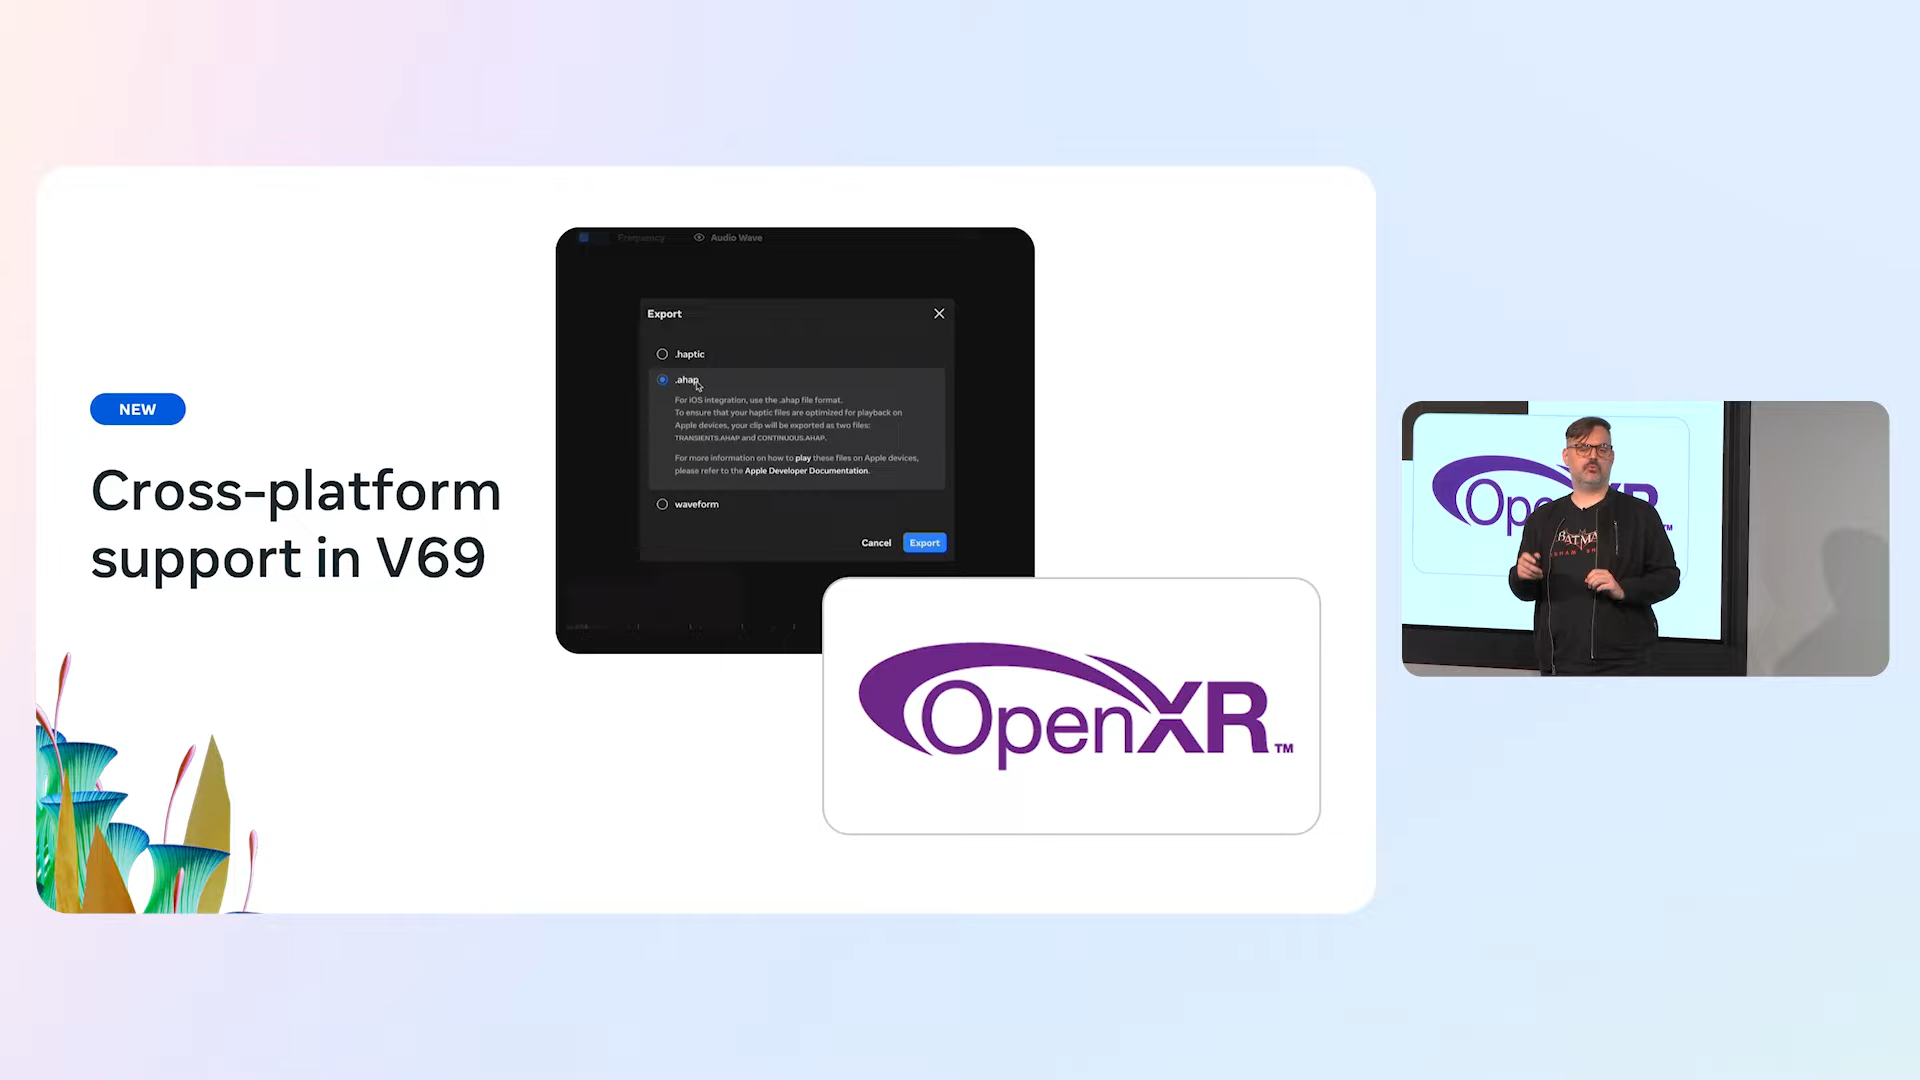 NEW
Cross-platform
support in V69
Frequency
Audio Wave
Export
.haptic
.ahap
For iOS integration, use the .ahap file format.
To ensure that your haptic files are optimized for playback on
Apple devices, your clip will be exported as two files:
TRANSIENTS.AHAP and CONTINUOUS.AHAP.
For more information on how to play these files on Apple devices,
please refer to the Apple Developer Documentation.
waveform
Cancel
Export
OpenXR™
BATMA